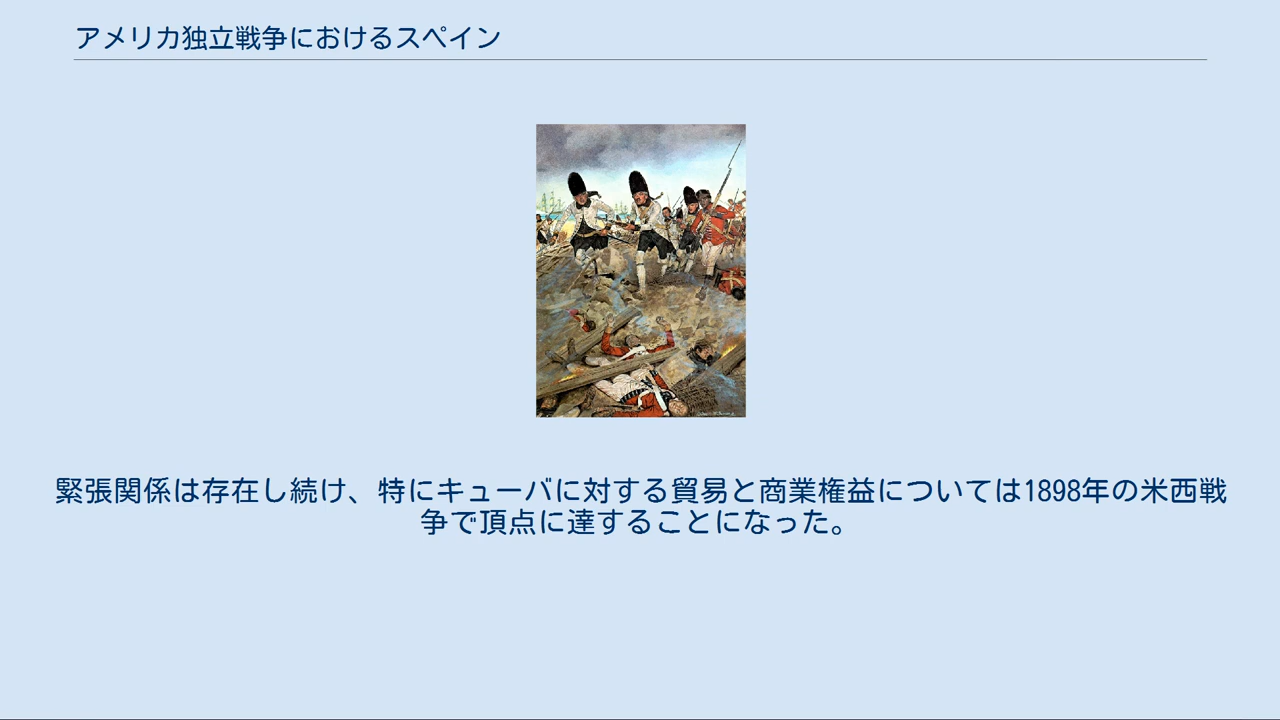 アメリカ独立戦争におけるスペイン
緊張関係は存在し続け、特にキューバに対する貿易と商業権益については1898年の米西戦
争で頂点に達することになった。